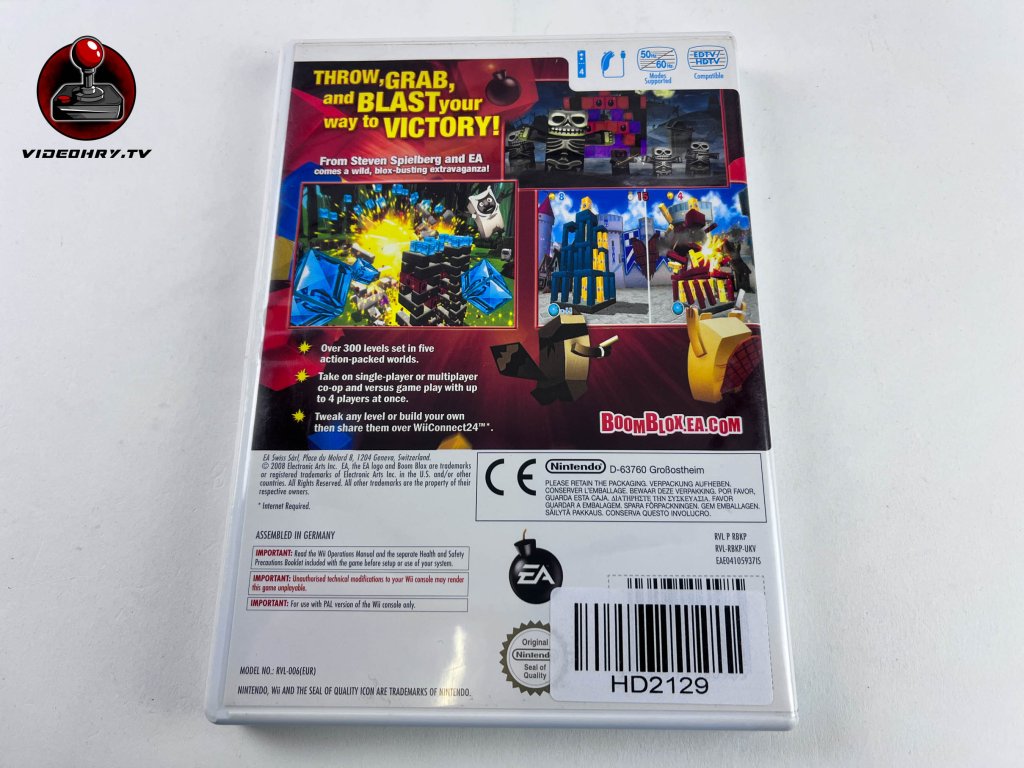 VIDEOHRY.TV
THROW, GRAB,
and BLAST your
way to VICTORY!
From Steven Spielberg and EA
comes a wild, blox-busting extravaganza!
4
50Hz
60Hz
Modes
Supported
EDTV/
HDTV
Compatible
8
15
4
Over 300 levels set in five
action-packed worlds.
Take on single-player or multiplayer
co-op and versus game play with up
to 4 players at once.
Tweak any level or build your own
then share them over WiiConnect24™*.
BOOMBLOX.EA.COM
EA Swiss Sàrl, Place du Molard 8, 1204 Geneva, Switzerland.
© 2008 Electronic Arts Inc. EA, the EA logo and Boom Blox are trademarks
or registered trademarks of Electronic Arts Inc. in the U.S. and/or other
countries. All Rights Reserved. All other trademarks are the property of their
respective owners.
* Internet Required.
CE
Nintendo® D-63760 Großostheim
PLEASE RETAIN THE PACKAGING. VERPACKUNG AUFHEBEN.
CONSERVER L'EMBALLAGE. BEWAAR DEZE VERPAKKING. POR FAVOR,
GUARDA ESTA CAJA. ΔΙΑΤΗΡΗΣΤΕ ΤΗΝ ΣΥΣΚΕΥΑΣΙΑ. FAVOR
GUARDAR A EMBALAGEM. SPARA FÖRPACKNINGEN. GEM EMBALLAGEN.
SÄILYTÄ PAKKAUS. CONSERVA QUESTO INVOLUCRO.
ASSEMBLED IN GERMANY
RVL P RBKP
RVL-RBKP-UKV
EAE04105937IS
IMPORTANT: Read the Wii Operations Manual and the separate Health and Safety
Precautions Booklet included with the game before setup or use of your system.
IMPORTANT: Unauthorised technical modifications to your Wii console may render
this game unplayable.
IMPORTANT: For use with PAL version of the Wii console only.
EA
Original
Nintendo
Seal of
Quality
HD2129
MODEL NO.: RVL-006(EUR)
NINTENDO, Wii AND THE SEAL OF QUALITY ICON ARE TRADEMARKS OF NINTENDO.